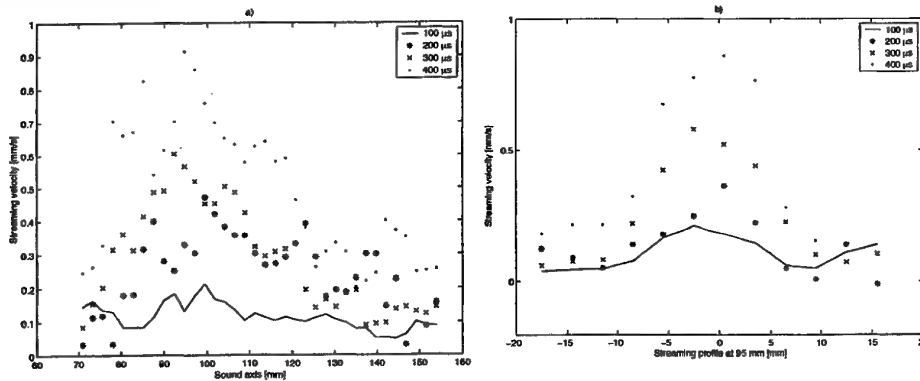 a)
1
0.9
0.8
0.7
0.6
0.5
0.4
0.3
0.2
0.1
0
60 70 80 90 100 110 120 130 140 150 160
Streaming velocity [mm/s]
Sound axis [mm]
100 µs
200 µs
300 µs
400 µs
b)
1
0.5
0
-20 -15 -10 -5 0 5 10 15 20
Streaming velocity [mm/s]
Streaming profile at 95 mm [mm]
100 µs
200 µs
300 µs
400 µs